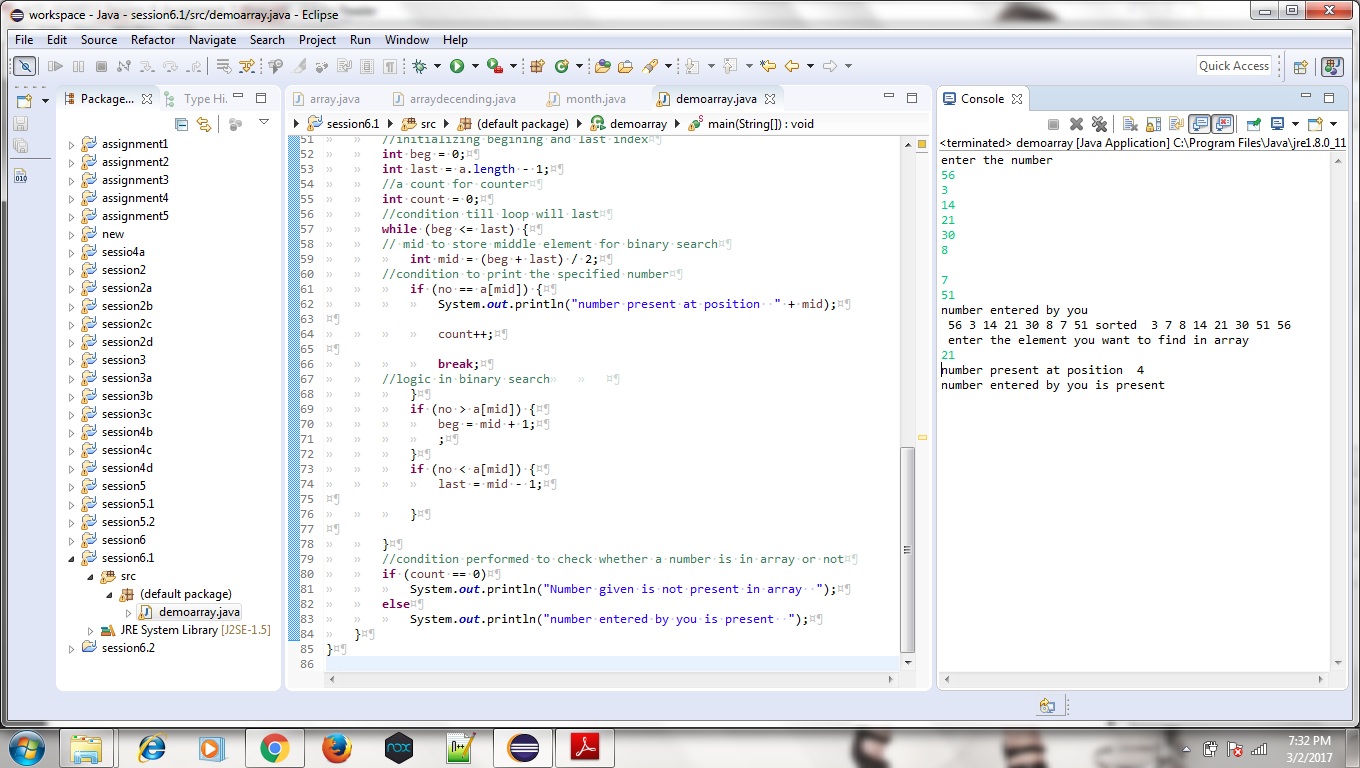 workspace - Java - session6.1/src/demoarray.java - Eclipse
File Edit Source Refactor Navigate Search Project Run Window Help
Quick Access
Package...
Type Hi.
assignment1
assignment2
assignment3
assignment4
assignment5
new
sessio4a
session2
session2a
session2b
session2c
session2d
session3
session3a
session3b
session3c
session4b
session4c
session4d
session5
session5.1
session5.2
session6
session6.1
src
(default package)
demoarray.java
JRE System Library [J2SE-1.5]
session6.2
array.java arraydecending.java month.java demoarray.java
session6.1 src (default package) demoarray main(String[]) : void
51 //initializing begining and last index
52 int beg = 0;
53 int last = a.length - 1;
54 //a count for counter
55 int count = 0;
56 //condition till loop will last
57 while (beg <= last) {
58 // mid to store middle element for binary search
59 int mid = (beg + last) / 2;
60 //condition to print the specified number
61 if (no == a[mid]) {
62 System.out.println("number present at position  " + mid);
63
64 count++;
65
66 break;
67 //logic in binary search
68 }
69 if (no > a[mid]) {
70 beg = mid + 1;
71 ;
72 }
73 if (no < a[mid]) {
74 last = mid - 1;
75
76 }
77
78 }
79 //condition performed to check whether a number is in array or not
80 if (count == 0)
81 System.out.println("Number given is not present in array  ");
82 else
83 System.out.println("number entered by you is present  ");
84 }
85 }
86
Console
<terminated> demoarray [Java Application] C:\Program Files\Java\jre1.8.0_11
enter the number
56
3
14
21
30
8
7
51
number entered by you
56 3 14 21 30 8 7 51 sorted  3 7 8 14 21 30 51 56
enter the element you want to find in array
21
number present at position  4
number entered by you is present
7:32 PM
3/2/2017